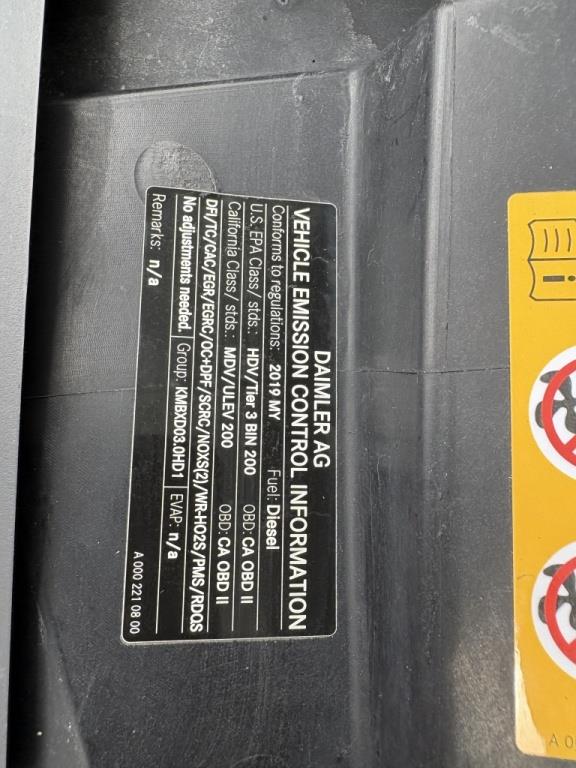 DAIMLER AG
VEHICLE EMISSION CONTROL INFORMATION
Conforms to regulations: 2019 MY Fuel: Diesel
U.S. EPA Class/ stds.: HDV/Tier 3 BIN 200 OBD: CA OBD II
California Class/ stds.: MDV/ULEV 200 OBD: CA OBD II
DFI/TC/CAC/EGR/EGRC/OC+DPF/SCRC/NOXS(2)/WR-HO2S/PMS/RDQS
No adjustments needed. Group: KMBXD03.0HD1 EVAP: n/a
Remarks: n/a
A 000 221 08 00